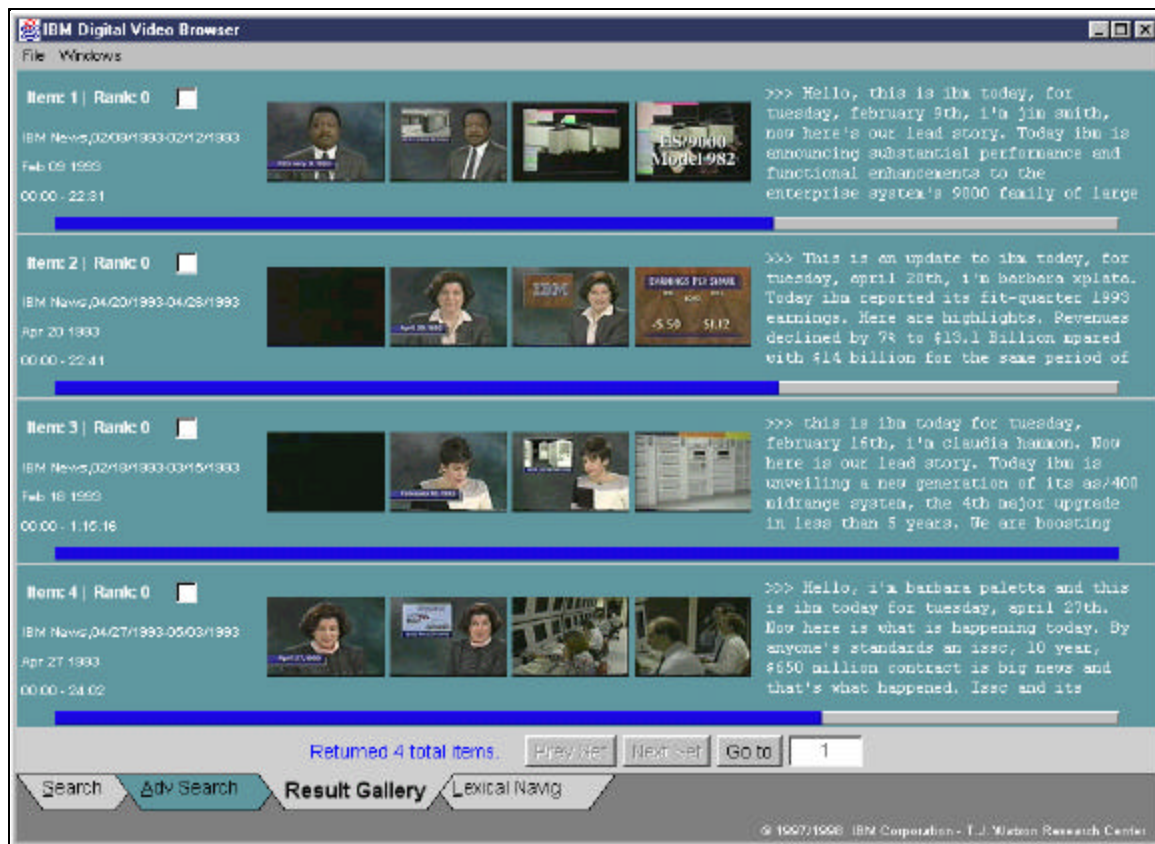 IBM Digital Video Browser
File Windows
Item: 1 | Rank: 0
IBM News,02/09/1993-02/12/1993
Feb 09 1993
00:00 - 22:31
February 9, 1993
ES/9000
Model 982
>>> Hello, this is ibm today, for
tuesday, february 9th, i'm jim smith,
now here's our lead story. Today ibm is
announcing substantial performance and
functional enhancements to the
enterprise system's 9000 family of large
Item: 2 | Rank: 0
IBM News,04/20/1993-04/26/1993
Apr 20 1993
00:00 - 22:41
April 20, 1993
IBM
EARNINGS PER SHARE
-$.50 $1.12
>>> This is an update to ibm today, for
tuesday, april 20th, i'm barbara xplata.
Today ibm reported its fit-quarter 1993
earnings. Here are highlights. Revenues
declined by 7% to $13.1 Billion mpared
with $14 billion for the same period of
Item: 3 | Rank: 0
IBM News,02/18/1993-03/15/1993
Feb 18 1993
00:00 - 1:15:16
>>> this is ibm today for tuesday,
february 16th, i'm claudia hammon. Now
here is our lead story. Today ibm is
unveiling a new generation of its as/400
midrange system, the 4th major upgrade
in less than 5 years. We are boosting
Item: 4 | Rank: 0
IBM News,04/27/1993-05/03/1993
Apr 27 1993
00:00 - 24:02
April 27, 1993
>>> Hello, i'm barbara paletta and this
is ibm today for tuesday, april 27th.
Now here is what is happening today. By
anyone's standards an issc, 10 year,
$650 million contract is big news and
that's what happened. Issc and its
Returned 4 total items. Prev Set Next Set Go to 1
Search Adv Search Result Gallery Lexical Navig
© 1997/1998 IBM Corporation - T.J. Watson Research Center